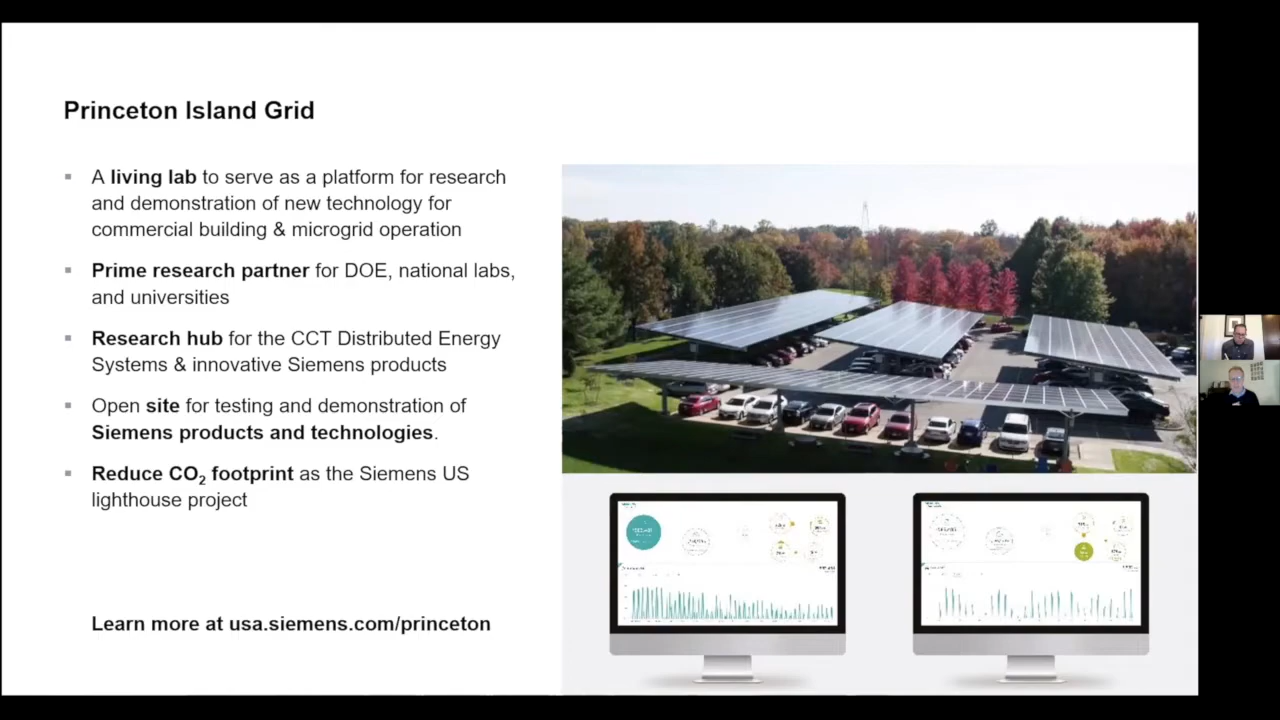 Princeton Island Grid
A living lab to serve as a platform for research
and demonstration of new technology for
commercial building & microgrid operation
Prime research partner for DOE, national labs,
and universities
Research hub for the CCT Distributed Energy
Systems & innovative Siemens products
Open site for testing and demonstration of
Siemens products and technologies.
Reduce CO₂ footprint as the Siemens US
lighthouse project
Learn more at usa.siemens.com/princeton